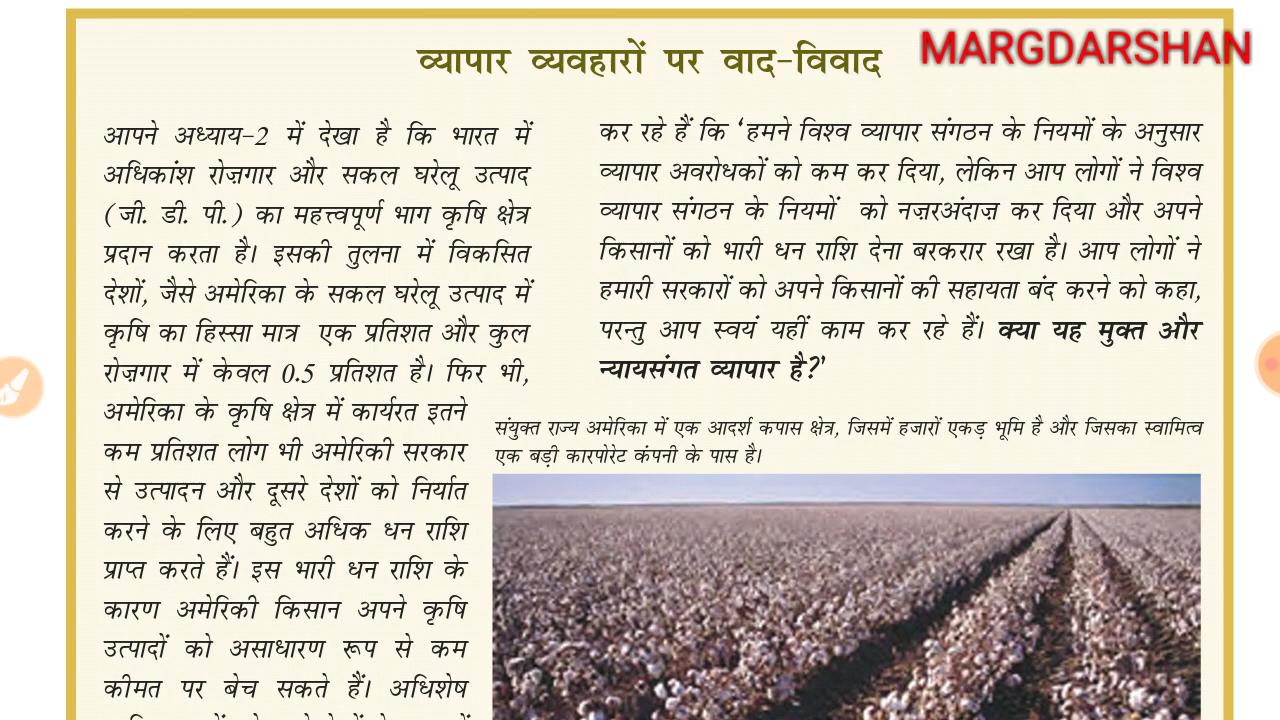 व्यापार व्यवहारों पर वाद-विवाद
MARGDARSHAN
आपने अध्याय-2 में देखा है कि भारत में
अधिकांश रोज़गार और सकल घरेलू उत्पाद
(जी. डी. पी.) का महत्त्वपूर्ण भाग कृषि क्षेत्र
प्रदान करता है। इसकी तुलना में विकसित
देशों, जैसे अमेरिका के सकल घरेलू उत्पाद में
कृषि का हिस्सा मात्र एक प्रतिशत और कुल
रोज़गार में केवल 0.5 प्रतिशत है। फिर भी,
अमेरिका के कृषि क्षेत्र में कार्यरत इतने
कम प्रतिशत लोग भी अमेरिकी सरकार
से उत्पादन और दूसरे देशों को निर्यात
करने के लिए बहुत अधिक धन राशि
प्राप्त करते हैं। इस भारी धन राशि के
कारण अमेरिकी किसान अपने कृषि
उत्पादों को असाधारण रूप से कम
कीमत पर बेच सकते हैं। अधिशेष
कर रहे हैं कि ‘हमने विश्व व्यापार संगठन के नियमों के अनुसार
व्यापार अवरोधकों को कम कर दिया, लेकिन आप लोगों ने विश्व
व्यापार संगठन के नियमों को नज़रअंदाज़ कर दिया और अपने
किसानों को भारी धन राशि देना बरकरार रखा है। आप लोगों ने
हमारी सरकारों को अपने किसानों की सहायता बंद करने को कहा,
परन्तु आप स्वयं यहीं काम कर रहे हैं। क्या यह मुक्त और
न्यायसंगत व्यापार है?’
संयुक्त राज्य अमेरिका में एक आदर्श कपास क्षेत्र, जिसमें हजारों एकड़ भूमि है और जिसका स्वामित्व
एक बड़ी कारपोरेट कंपनी के पास है।